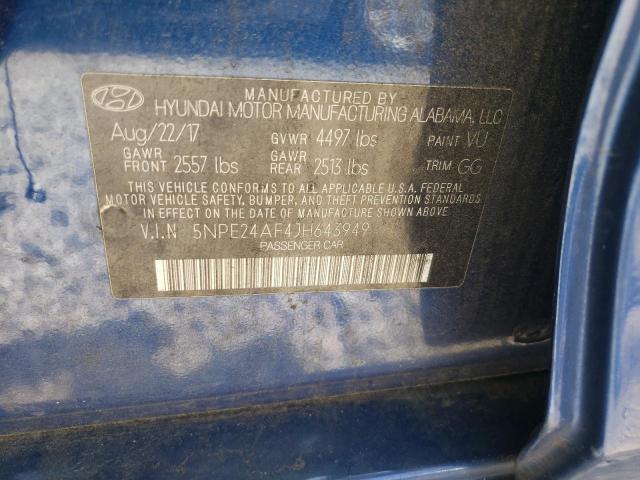 MANUFACTURED BY
HYUNDAI MOTOR MANUFACTURING ALABAMA, LLC
Aug/22/17 GVWR 4497 lbs PAINT VU
GAWR FRONT 2557 lbs GAWR REAR 2513 lbs TRIM GG
THIS VEHICLE CONFORMS TO ALL APPLICABLE U.S.A. FEDERAL
MOTOR VEHICLE SAFETY, BUMPER, AND THEFT PREVENTION STANDARDS
IN EFFECT ON THE DATE OF MANUFACTURE SHOWN ABOVE
V.I.N 5NPE24AF4JH643949
PASSENGER CAR